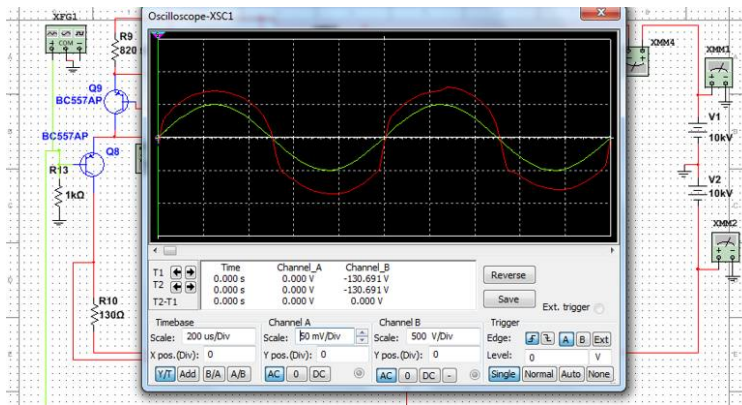 XFG1
COM
R9
820
Q9
BC557AP
BC557AP
Q8
R13
1kΩ
R10
130Ω
Oscilloscope-XSC1
Time Channel_A Channel_B
T1 0.000 s 0.000 V -130.691 V
T2 0.000 s 0.000 V -130.691 V
T2-T1 0.000 s 0.000 V 0.000 V
Reverse
Save
Ext. trigger
Timebase
Scale: 200 us/Div
X pos.(Div): 0
Y/T Add B/A A/B
Channel A
Scale: 50 mV/Div
Y pos.(Div): 0
AC 0 DC
Channel B
Scale: 500 V/Div
Y pos.(Div): 0
AC 0 DC -
Trigger
Edge: A B Ext
Level: 0 V
Single Normal Auto None
XMM4
XMM1
V1
10kV
V2
10kV
XMM2